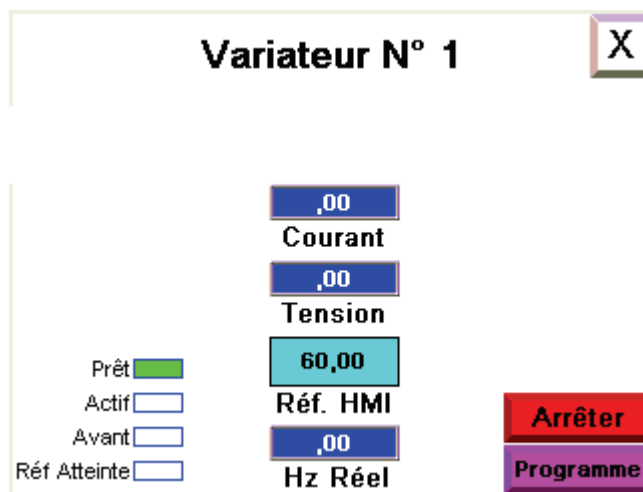 Variateur N° 1
X
,00
Courant
,00
Tension
60,00
Réf. HMI
,00
Hz Réel
Prêt
Actif
Avant
Réf Atteinte
Arrêter
Programme